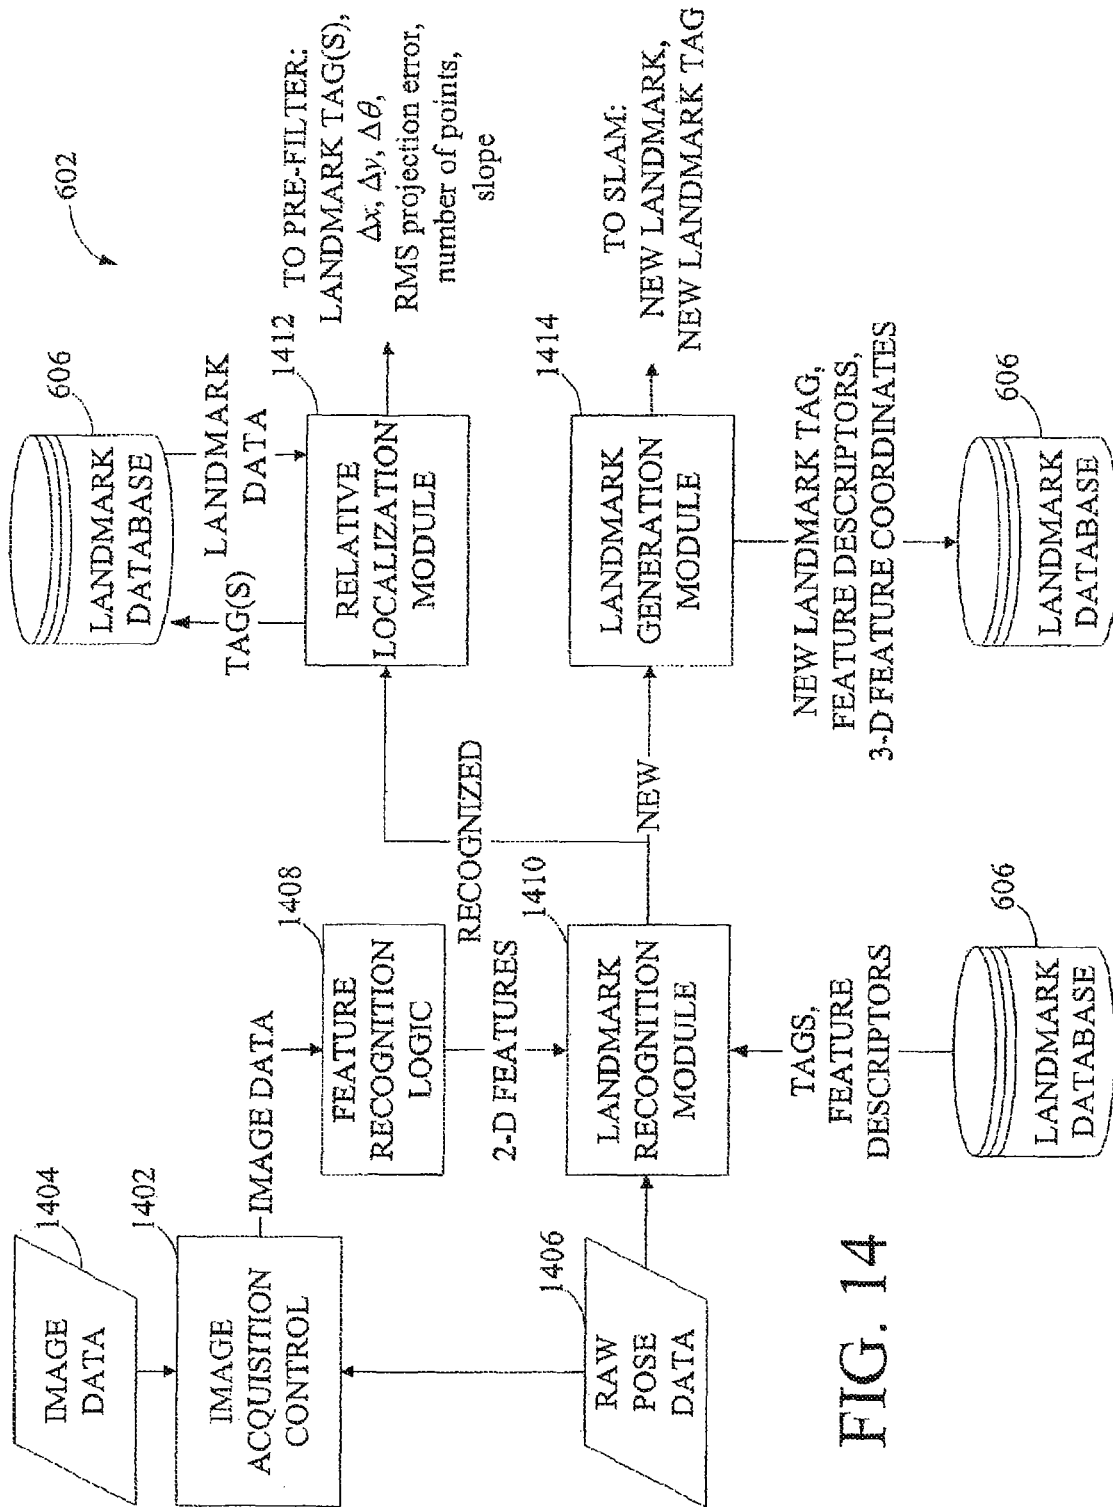 602
1404
IMAGE
DATA
1402
IMAGE
ACQUISITION
CONTROL
IMAGE DATA
1406
RAW
POSE
DATA
1408
FEATURE
RECOGNITION
LOGIC
2-D FEATURES
1410
LANDMARK
RECOGNITION
MODULE
TAGS,
FEATURE
DESCRIPTORS
606
LANDMARK
DATABASE
RECOGNIZED
NEW
606
LANDMARK
DATABASE
TAG(S)
LANDMARK
DATA
1412
RELATIVE
LOCALIZATION
MODULE
TO PRE-FILTER:
LANDMARK TAG(S),
Δx, Δy, Δθ,
RMS projection error,
number of points,
slope
1414
LANDMARK
GENERATION
MODULE
TO SLAM:
NEW LANDMARK,
NEW LANDMARK TAG
NEW LANDMARK TAG,
FEATURE DESCRIPTORS,
3-D FEATURE COORDINATES
606
LANDMARK
DATABASE
FIG. 14